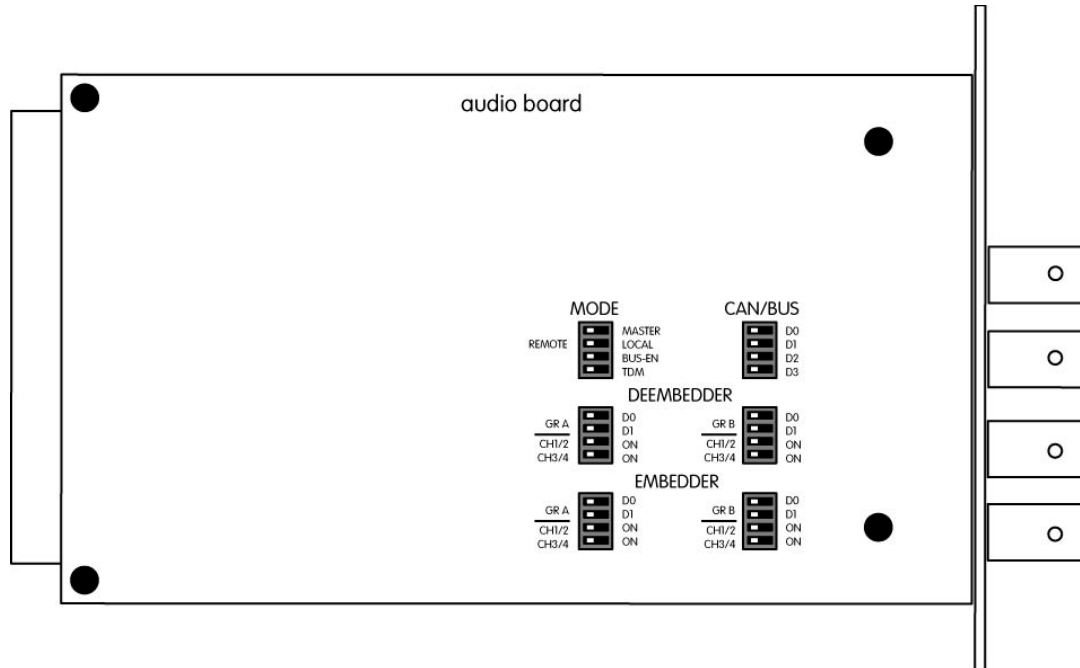 audio board
MODE CAN/BUS
MASTER D0
REMOTE LOCAL D1
BUS-EN D2
TDM D3
DEEMBEDDER
D0 D0
GR A D1 GR B D1
CH1/2 ON CH1/2 ON
CH3/4 ON CH3/4 ON
EMBEDDER
D0 D0
GR A D1 GR B D1
CH1/2 ON CH1/2 ON
CH3/4 ON CH3/4 ON